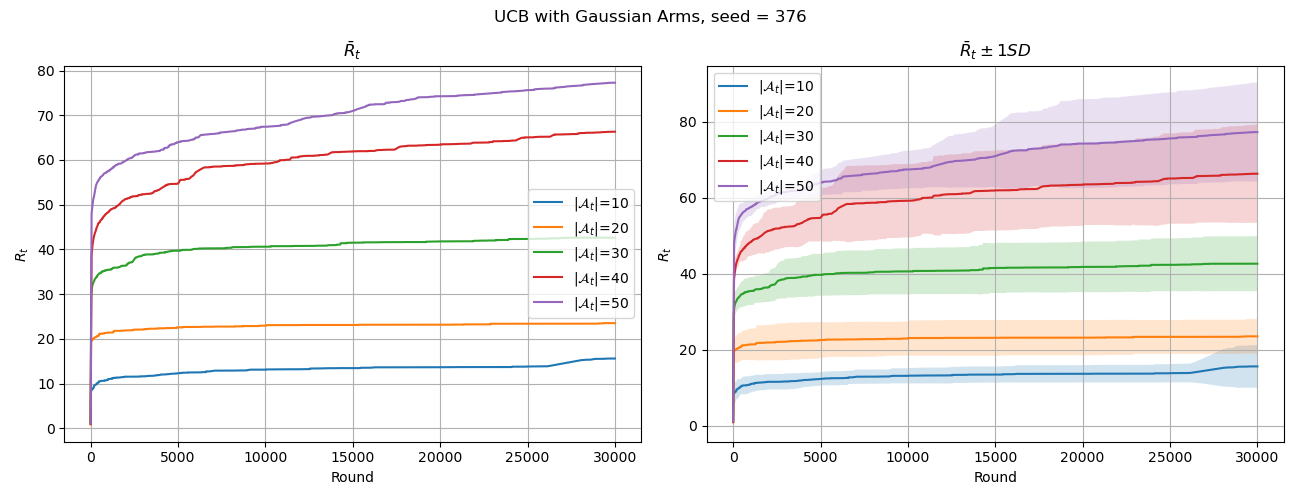 UCB with Gaussian Arms, seed = 376
R̄ₜ
80
70
60
50
40
30
20
10
0
Rₜ
0 5000 10000 15000 20000 25000 30000
Round
|𝒜ₜ|=10
|𝒜ₜ|=20
|𝒜ₜ|=30
|𝒜ₜ|=40
|𝒜ₜ|=50
R̄ₜ ± 1SD
80
60
40
20
0
Rₜ
0 5000 10000 15000 20000 25000 30000
Round
|𝒜ₜ|=10
|𝒜ₜ|=20
|𝒜ₜ|=30
|𝒜ₜ|=40
|𝒜ₜ|=50